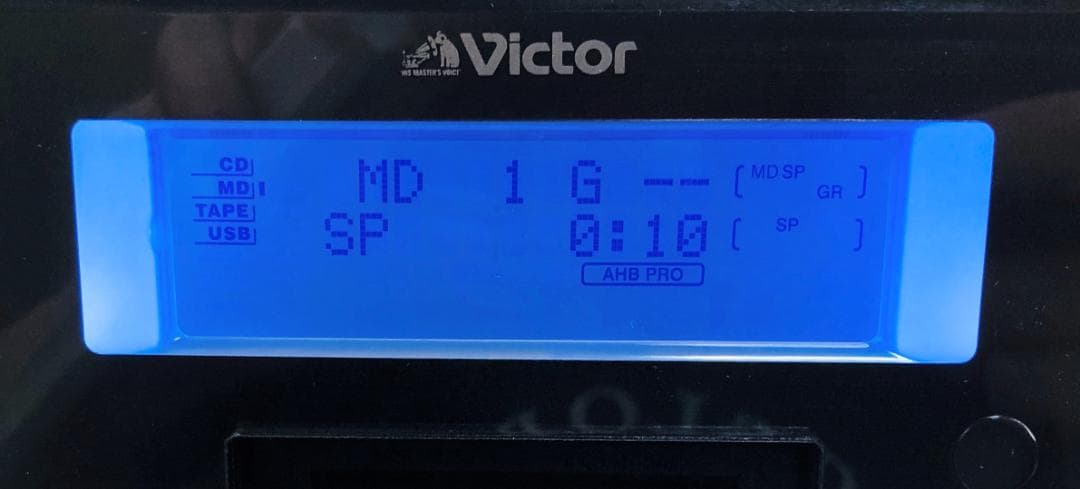 HIS MASTER'S VOICE
Victor
CD
MD
TAPE
USB
MD 1 G -- [MD SP GR]
SP 0:10 [SP]
AHB PRO